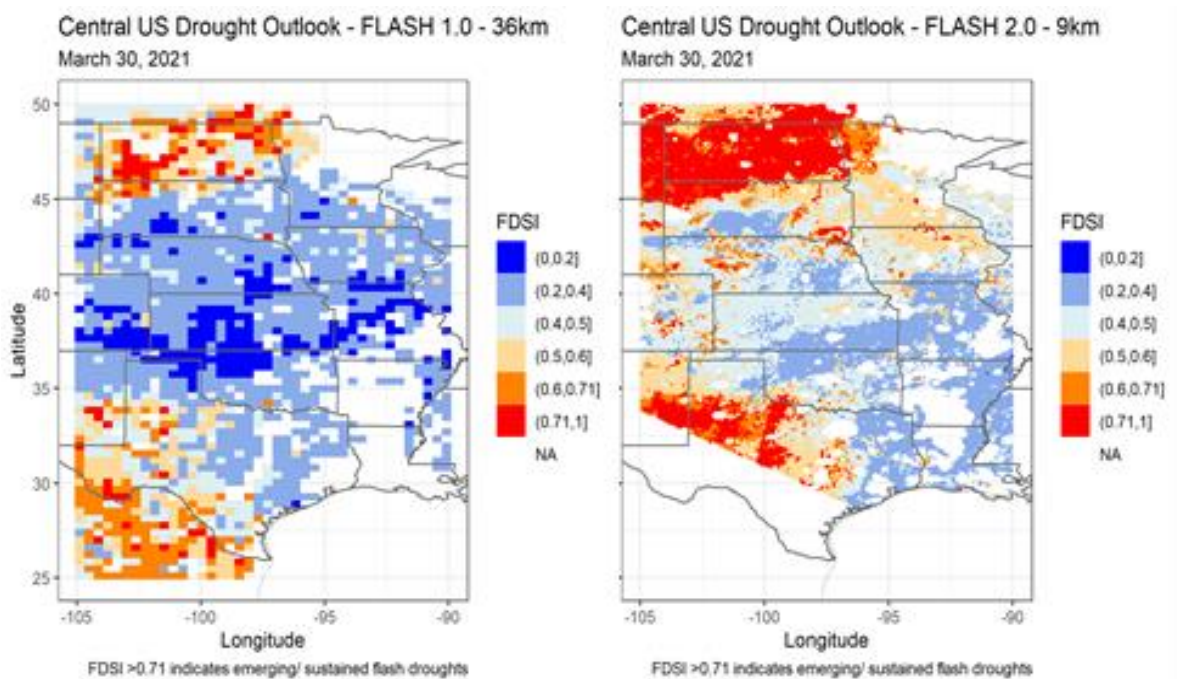 Central US Drought Outlook - FLASH 1.0 - 36km
March 30, 2021
50
45
40
35
30
25
Latitude
-105
-100
-95
-90
Longitude
FDSI
(0,0.2]
(0.2,0.4]
(0.4,0.5]
(0.5,0.6]
(0.6,0.71]
(0.71,1]
NA
FDSI >0.71 indicates emerging/ sustained flash droughts
Central US Drought Outlook - FLASH 2.0 - 9km
March 30, 2021
-105
-100
-95
-90
Longitude
FDSI
(0,0.2]
(0.2,0.4]
(0.4,0.5]
(0.5,0.6]
(0.6,0.71]
(0.71,1]
NA
FDSI >0.71 indicates emerging/ sustained flash droughts